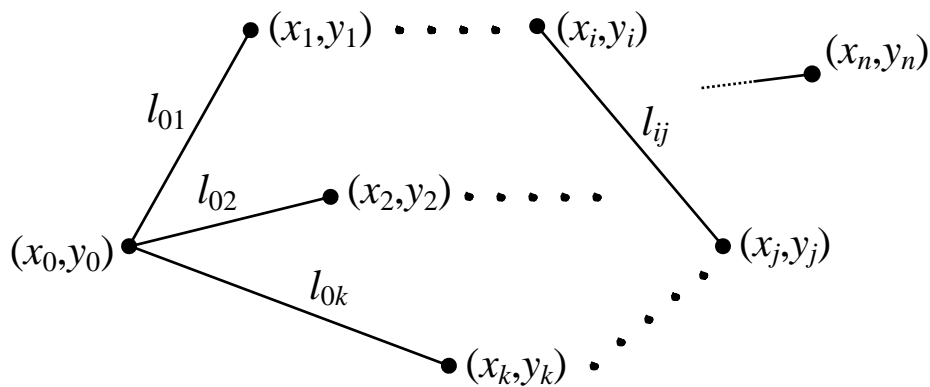 (x₁,y₁)
(xᵢ,yᵢ)
(xₙ,yₙ)
l₀₁
lᵢⱼ
l₀₂
(x₂,y₂)
(x₀,y₀)
(xⱼ,yⱼ)
l₀ₖ
(xₖ,yₖ)